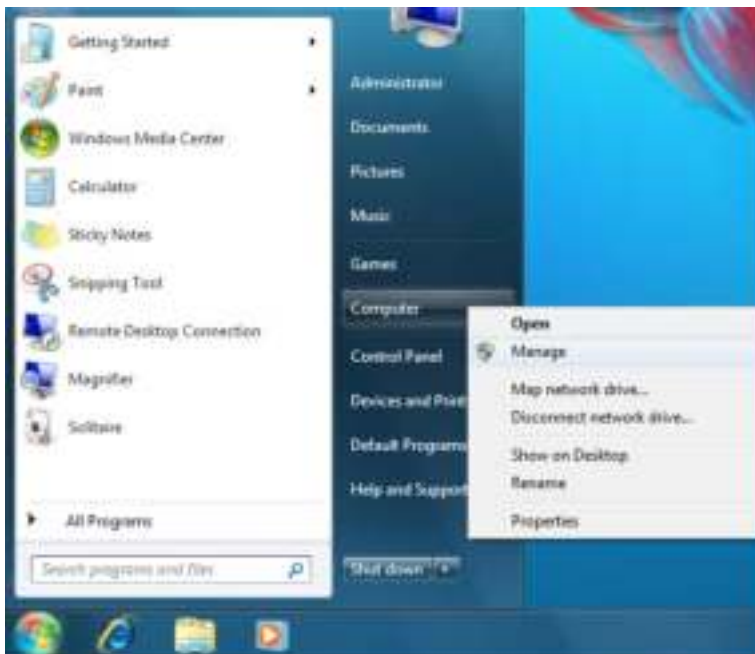 Getting Started
Paint
Windows Media Center
Calculator
Sticky Notes
Snipping Tool
Remote Desktop Connection
Magnifier
Solitaire
All Programs
Search programs and files
Administrator
Documents
Pictures
Music
Games
Computer
Control Panel
Devices and Print
Default Programs
Help and Support
Shut down
Open
Manage
Map network drive...
Disconnect network drive...
Show on Desktop
Rename
Properties